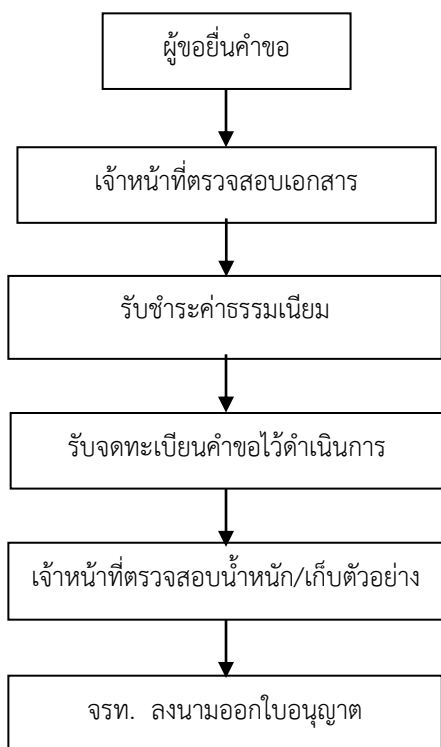 ผู้ขอยื่นคำขอ
เจ้าหน้าที่ตรวจสอบเอกสาร
รับชำระค่าธรรมเนียม
รับจดทะเบียนคำขอไว้ดำเนินการ
เจ้าหน้าที่ตรวจสอบน้ำหนัก/เก็บตัวอย่าง
จรท. ลงนามออกใบอนุญาต